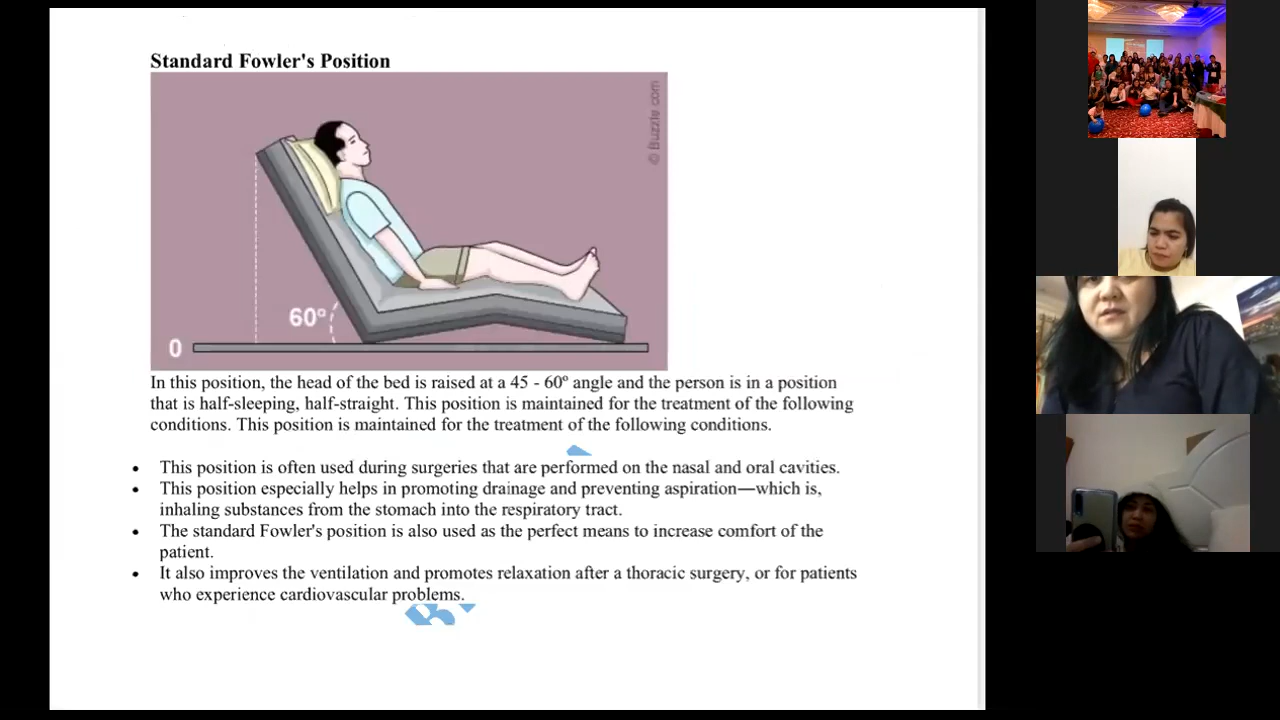 Standard Fowler's Position
© Buzzle com
60°
0
In this position, the head of the bed is raised at a 45 - 60º angle and the person is in a position
that is half-sleeping, half-straight. This position is maintained for the treatment of the following
conditions. This position is maintained for the treatment of the following conditions.
• This position is often used during surgeries that are performed on the nasal and oral cavities.
• This position especially helps in promoting drainage and preventing aspiration—which is,
inhaling substances from the stomach into the respiratory tract.
• The standard Fowler's position is also used as the perfect means to increase comfort of the
patient.
• It also improves the ventilation and promotes relaxation after a thoracic surgery, or for patients
who experience cardiovascular problems.